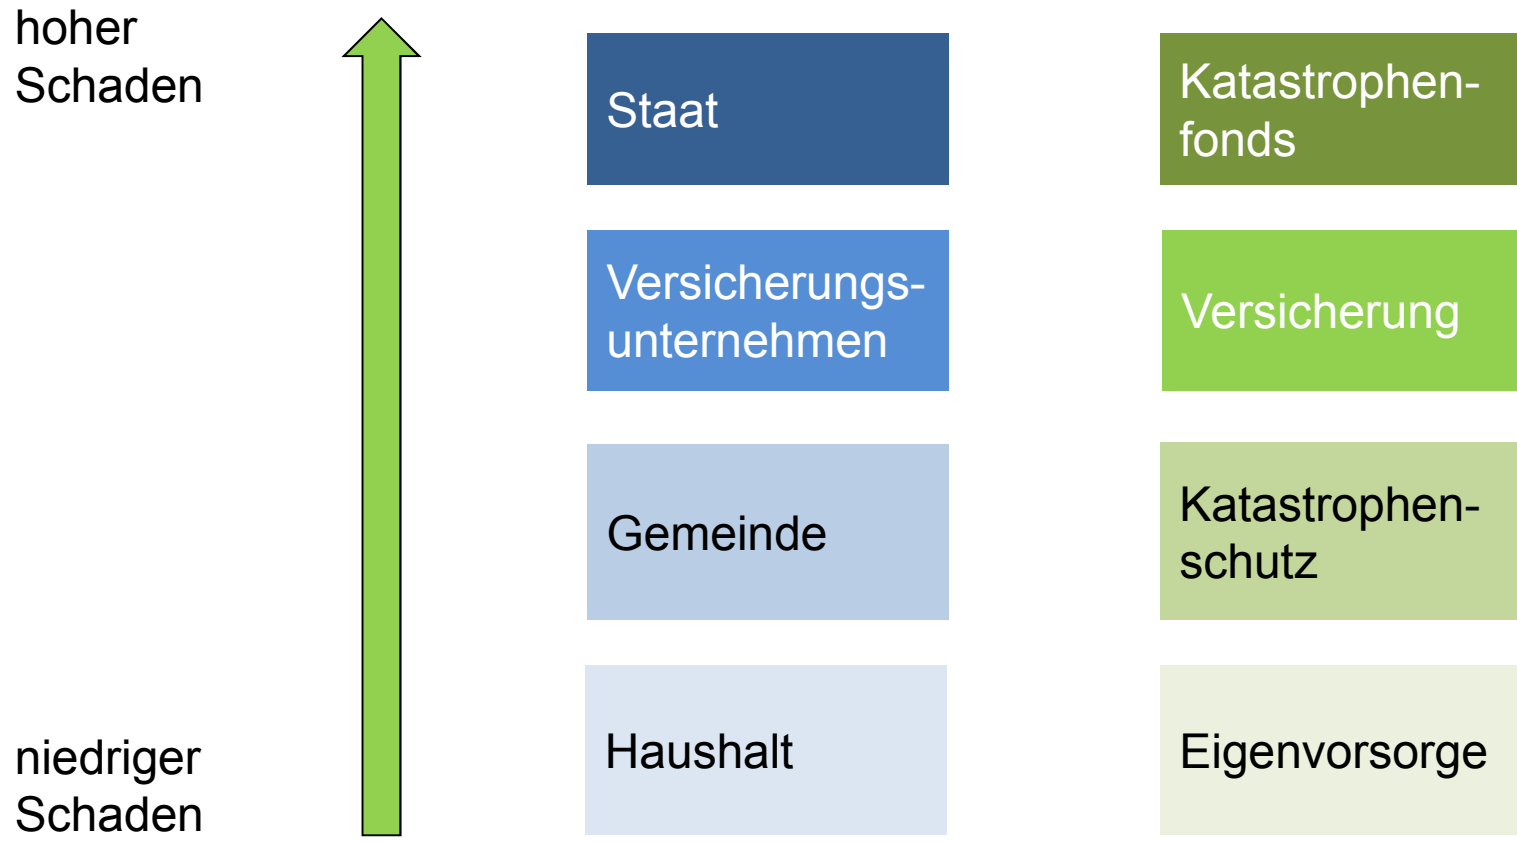 hoher
Schaden
Staat
Katastrophen-
fonds
Versicherungs-
unternehmen
Versicherung
Gemeinde
Katastrophen-
schutz
Haushalt
Eigenvorsorge
niedriger
Schaden